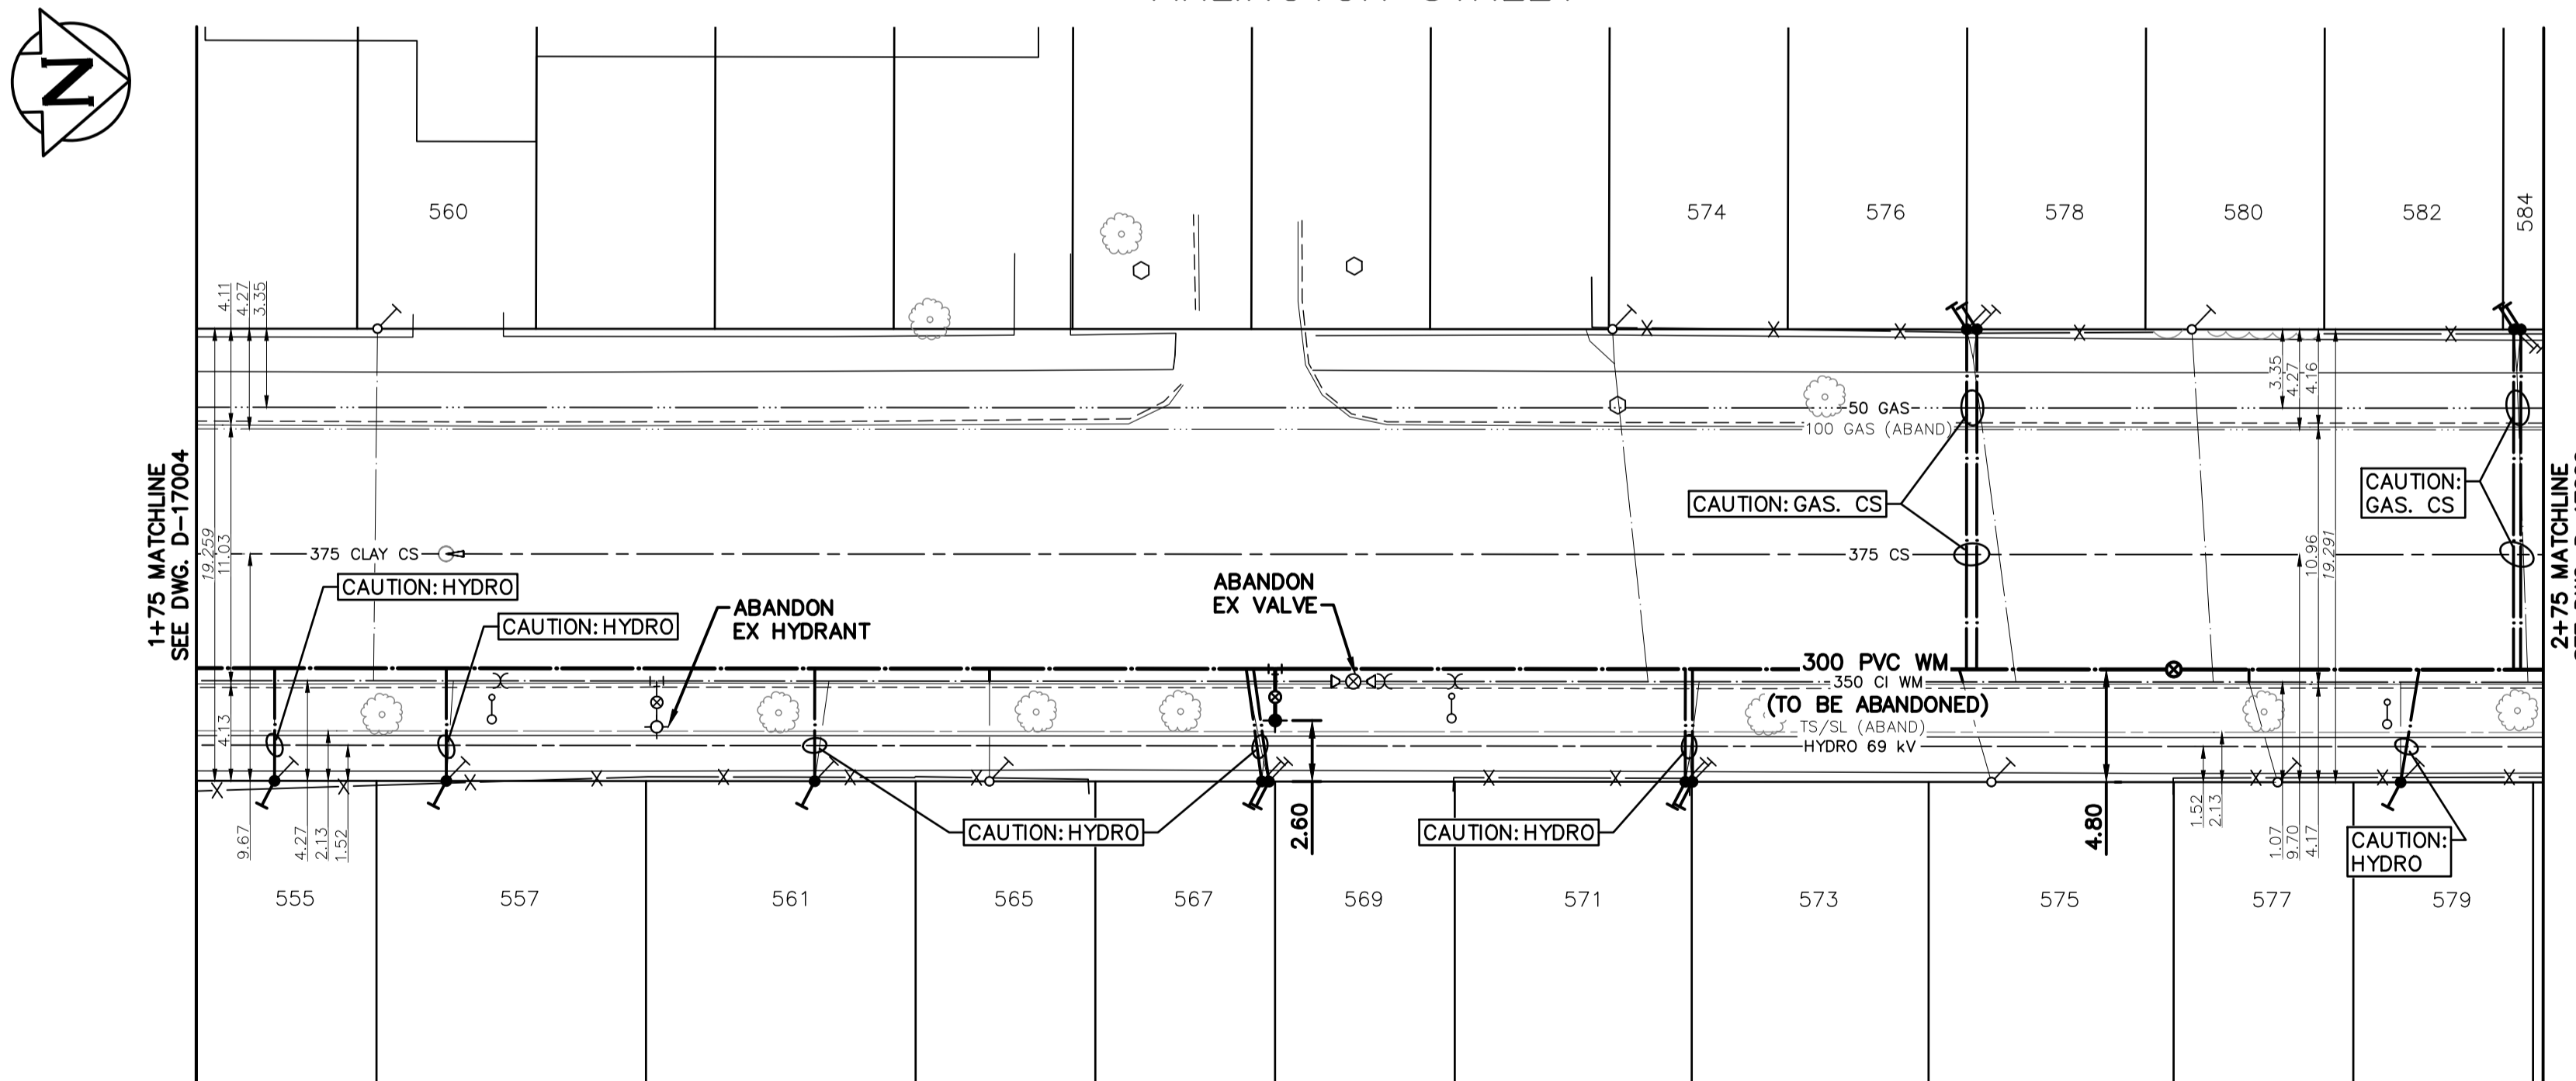 N
560
574
576
578
580
582
584
4.11
4.27
3.35
3.35
4.27
4.16
50 GAS
100 GAS (ABAND)
CAUTION: GAS. CS
CAUTION:
GAS. CS
1+75 MATCHLINE
SEE DWG. D-17004
2+75 MATCHLINE
19.259
11.03
10.96
19.291
375 CLAY CS
375 CS
CAUTION: HYDRO
CAUTION: HYDRO
ABANDON
EX HYDRANT
ABANDON
EX VALVE
300 PVC WM
350 CI WM
(TO BE ABANDONED)
TS/SL (ABAND)
HYDRO 69 kV
4.13
9.67
4.27
2.13
1.52
CAUTION: HYDRO
2.60
CAUTION: HYDRO
4.80
1.52
2.13
1.07
9.70
4.17
CAUTION:
HYDRO
555
557
561
565
567
569
571
573
575
577
579